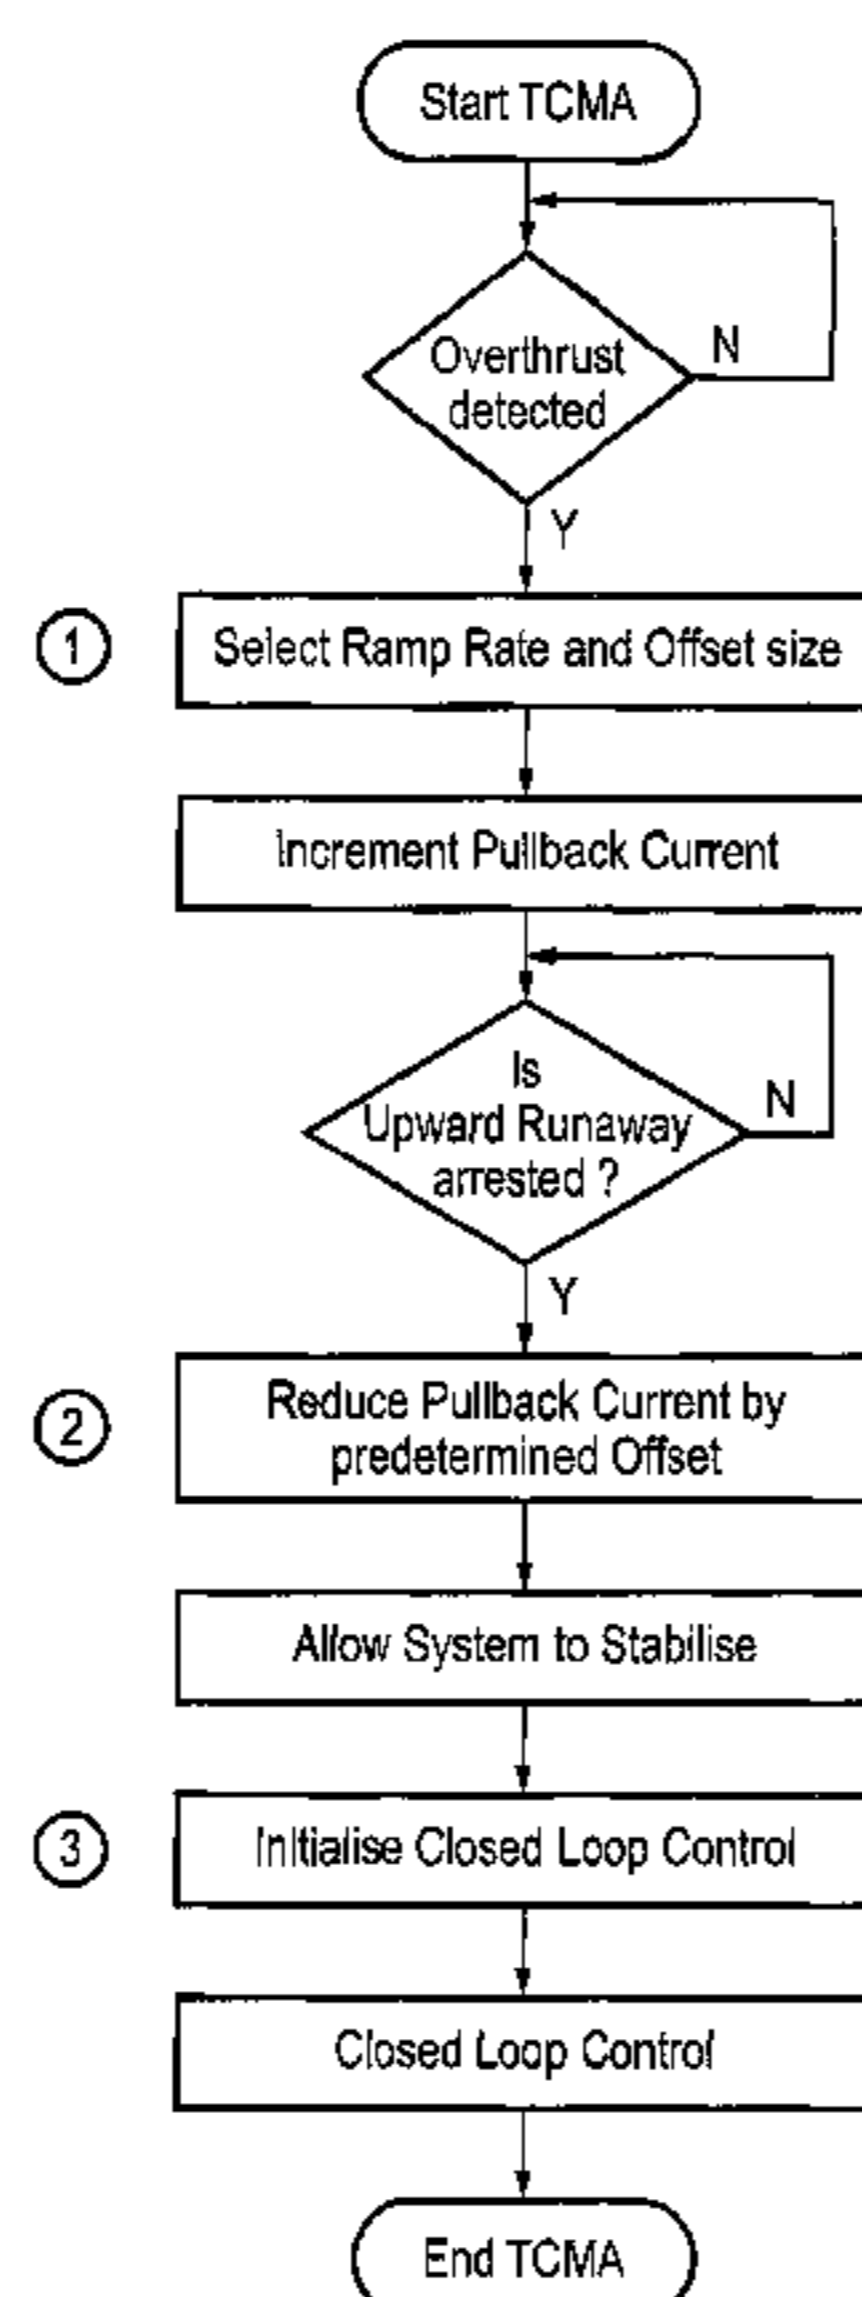 Start TCMA
Overthrust
detected
N
Y
1
Select Ramp Rate and Offset size
Increment Pullback Current
Is
Upward Runaway
arrested ?
N
Y
2
Reduce Pullback Current by
predetermined Offset
Allow System to Stabilise
3
Initialise Closed Loop Control
Closed Loop Control
End TCMA